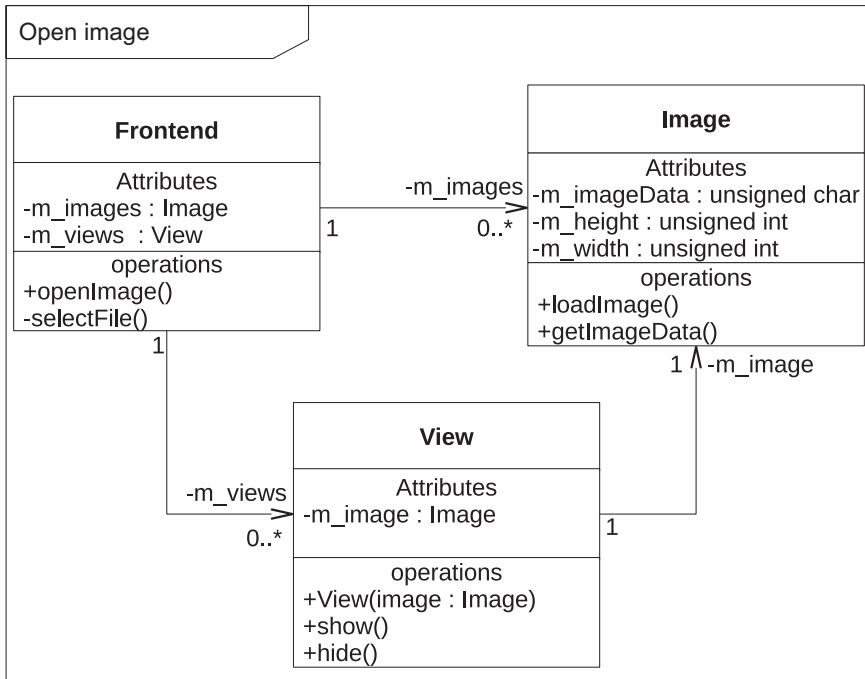 Open image
Frontend
Attributes
-m_images : Image
-m_views : View
operations
+openImage()
-selectFile()
1
-m_images
0..*
Image
Attributes
-m_imageData : unsigned char
-m_height : unsigned int
-m_width : unsigned int
operations
+loadImage()
+getImageData()
1
-m_views
0..*
View
Attributes
-m_image : Image
operations
+View(image : Image)
+show()
+hide()
1
1
-m_image